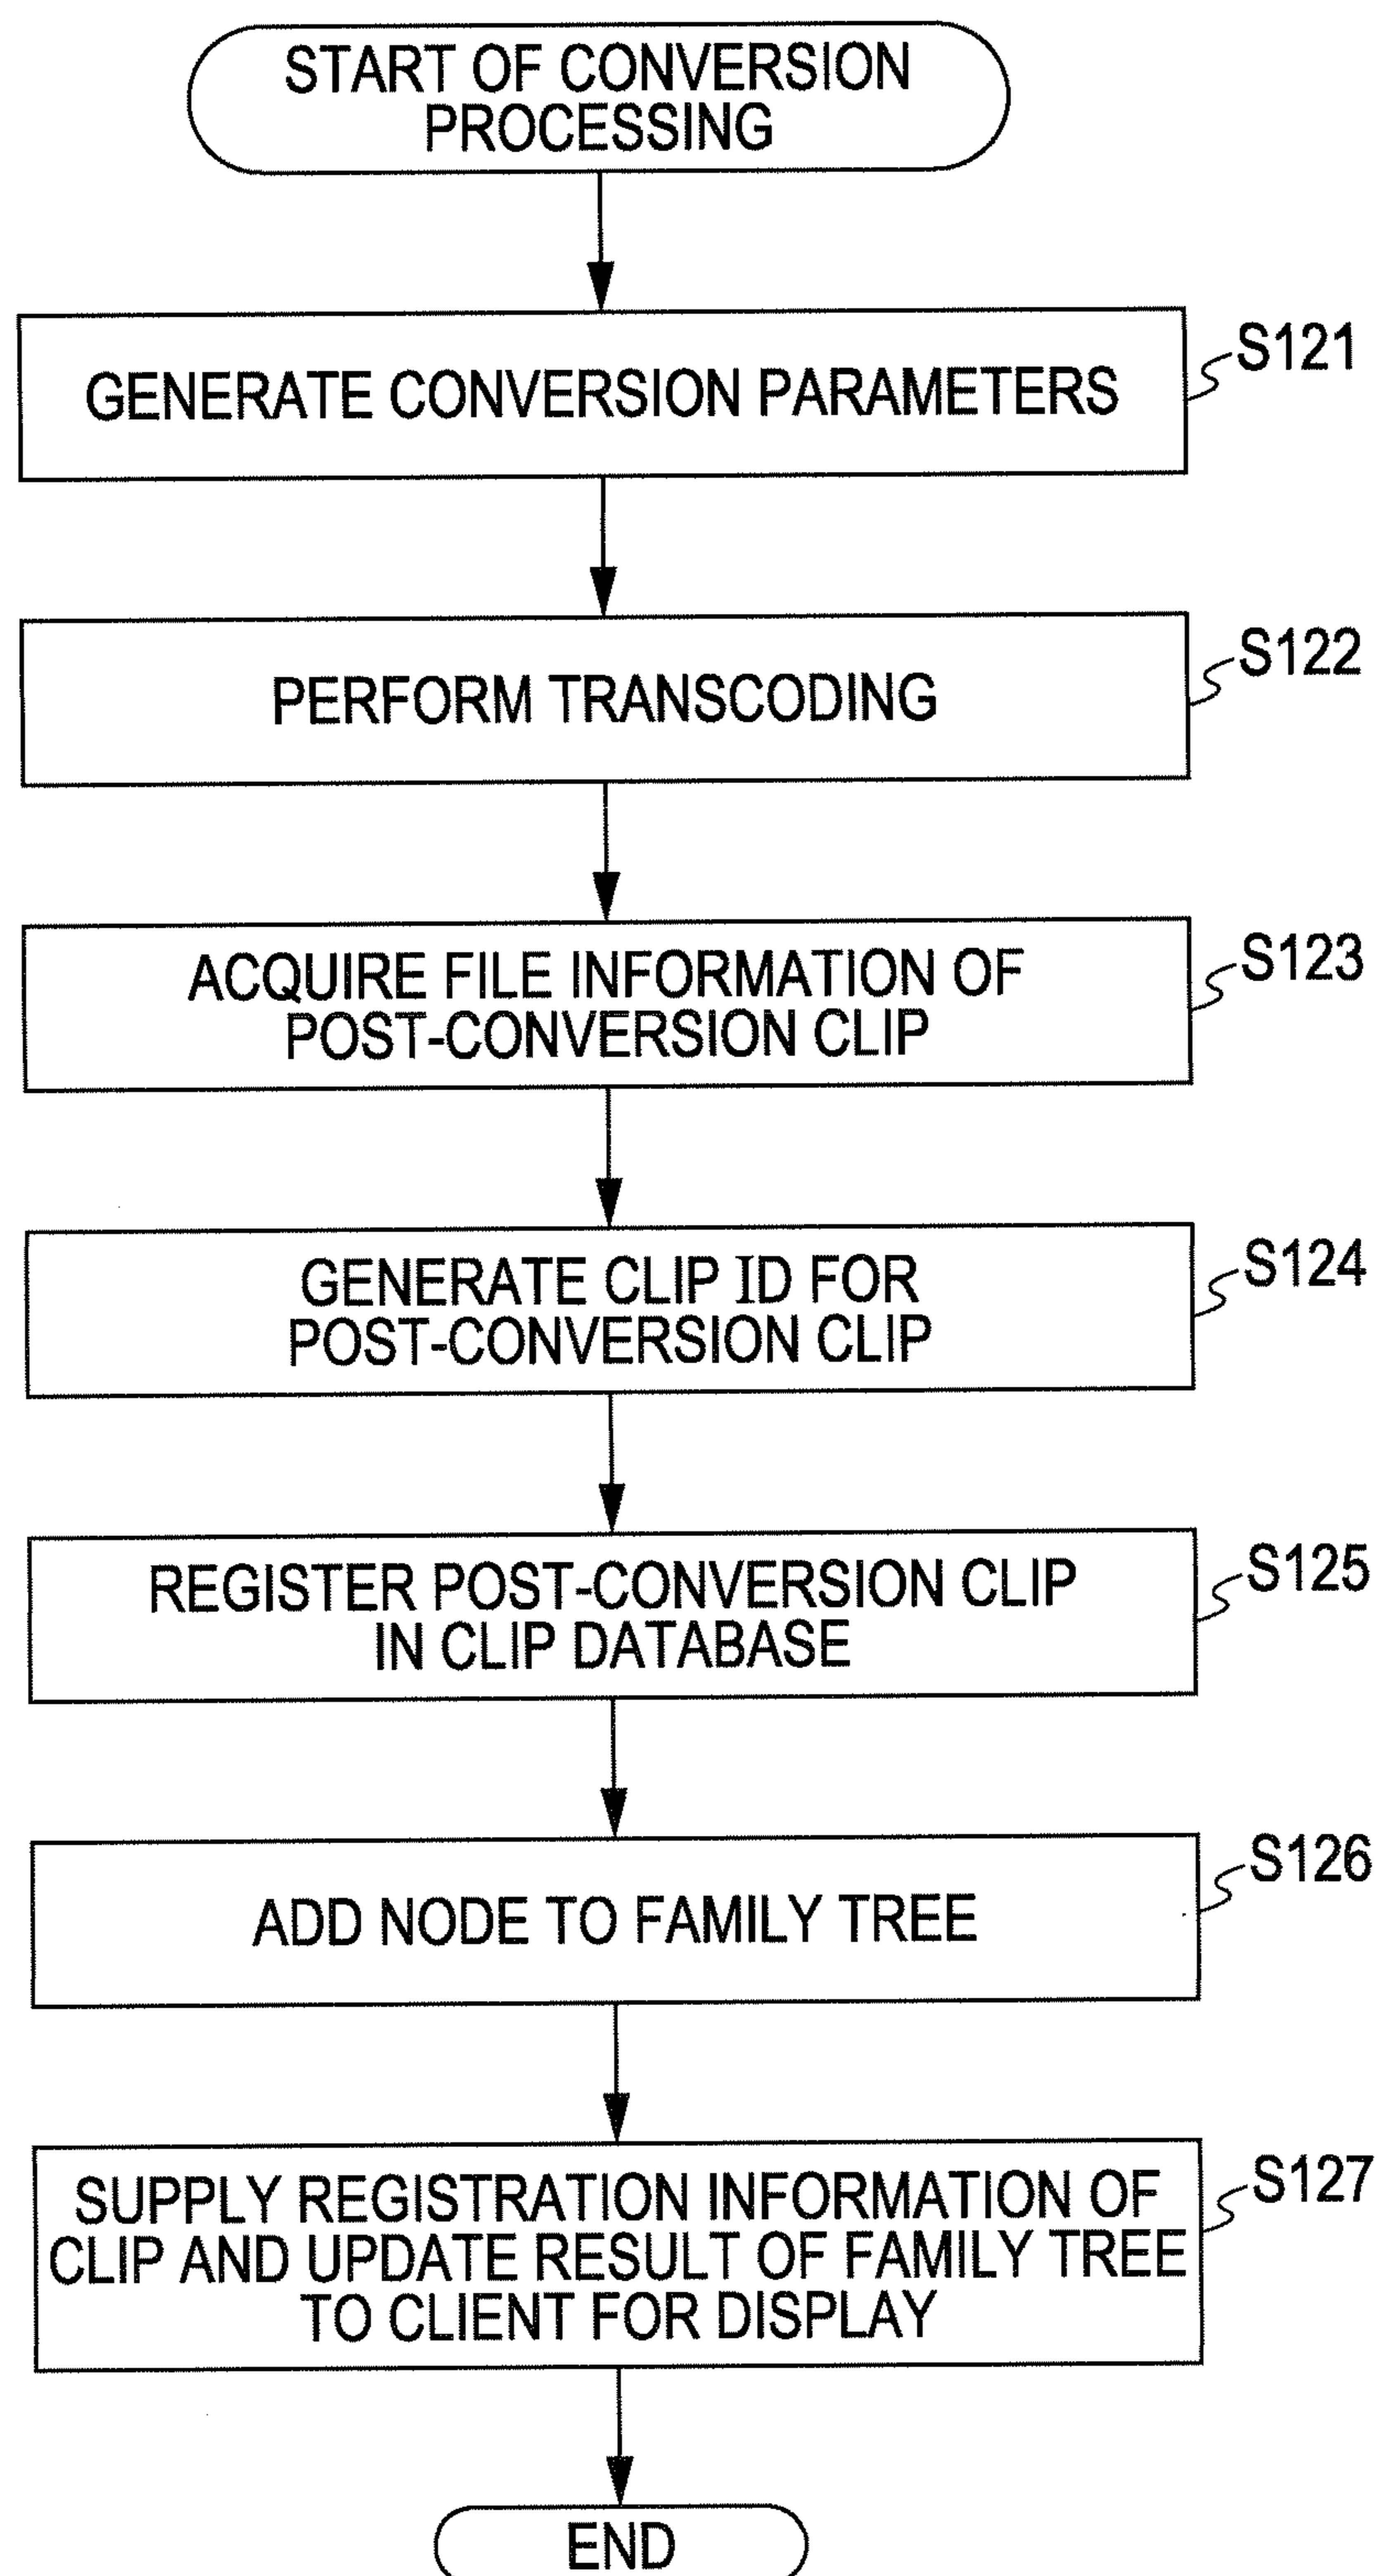 START OF CONVERSION
PROCESSING
GENERATE CONVERSION PARAMETERS
S121
PERFORM TRANSCODING
S122
ACQUIRE FILE INFORMATION OF
POST-CONVERSION CLIP
S123
GENERATE CLIP ID FOR
POST-CONVERSION CLIP
S124
REGISTER POST-CONVERSION CLIP
IN CLIP DATABASE
S125
ADD NODE TO FAMILY TREE
S126
SUPPLY REGISTRATION INFORMATION OF
CLIP AND UPDATE RESULT OF FAMILY TREE
TO CLIENT FOR DISPLAY
S127
END